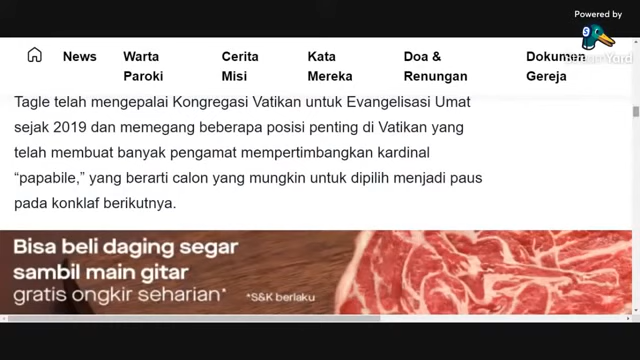 Powered by
StreamYard
News
Warta Paroki
Cerita Misi
Kata Mereka
Doa & Renungan
Dokumen Gereja
Tagle telah mengepalai Kongregasi Vatikan untuk Evangelisasi Umat
sejak 2019 dan memegang beberapa posisi penting di Vatikan yang
telah membuat banyak pengamat mempertimbangkan kardinal
“papabile,” yang berarti calon yang mungkin untuk dipilih menjadi paus
pada konklaf berikutnya.
Bisa beli daging segar
sambil main gitar
gratis ongkir seharian*
*S&K berlaku